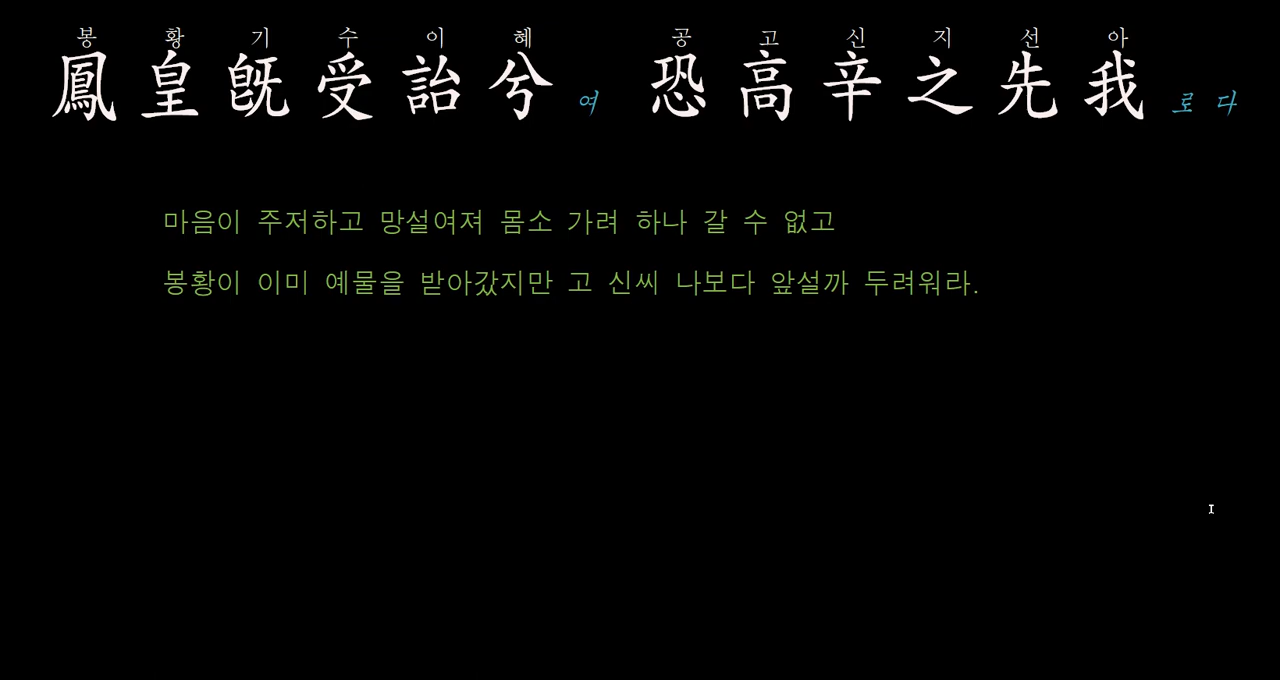 봉 황 기 수 이 혜 공 고 신 지 선 아
鳳皇旣受詒兮여 恐高辛之先我로다
마음이 주저하고 망설여져 몸소 가려 하나 갈 수 없고
봉황이 이미 예물을 받아갔지만 고 신씨 나보다 앞설까 두려워라.